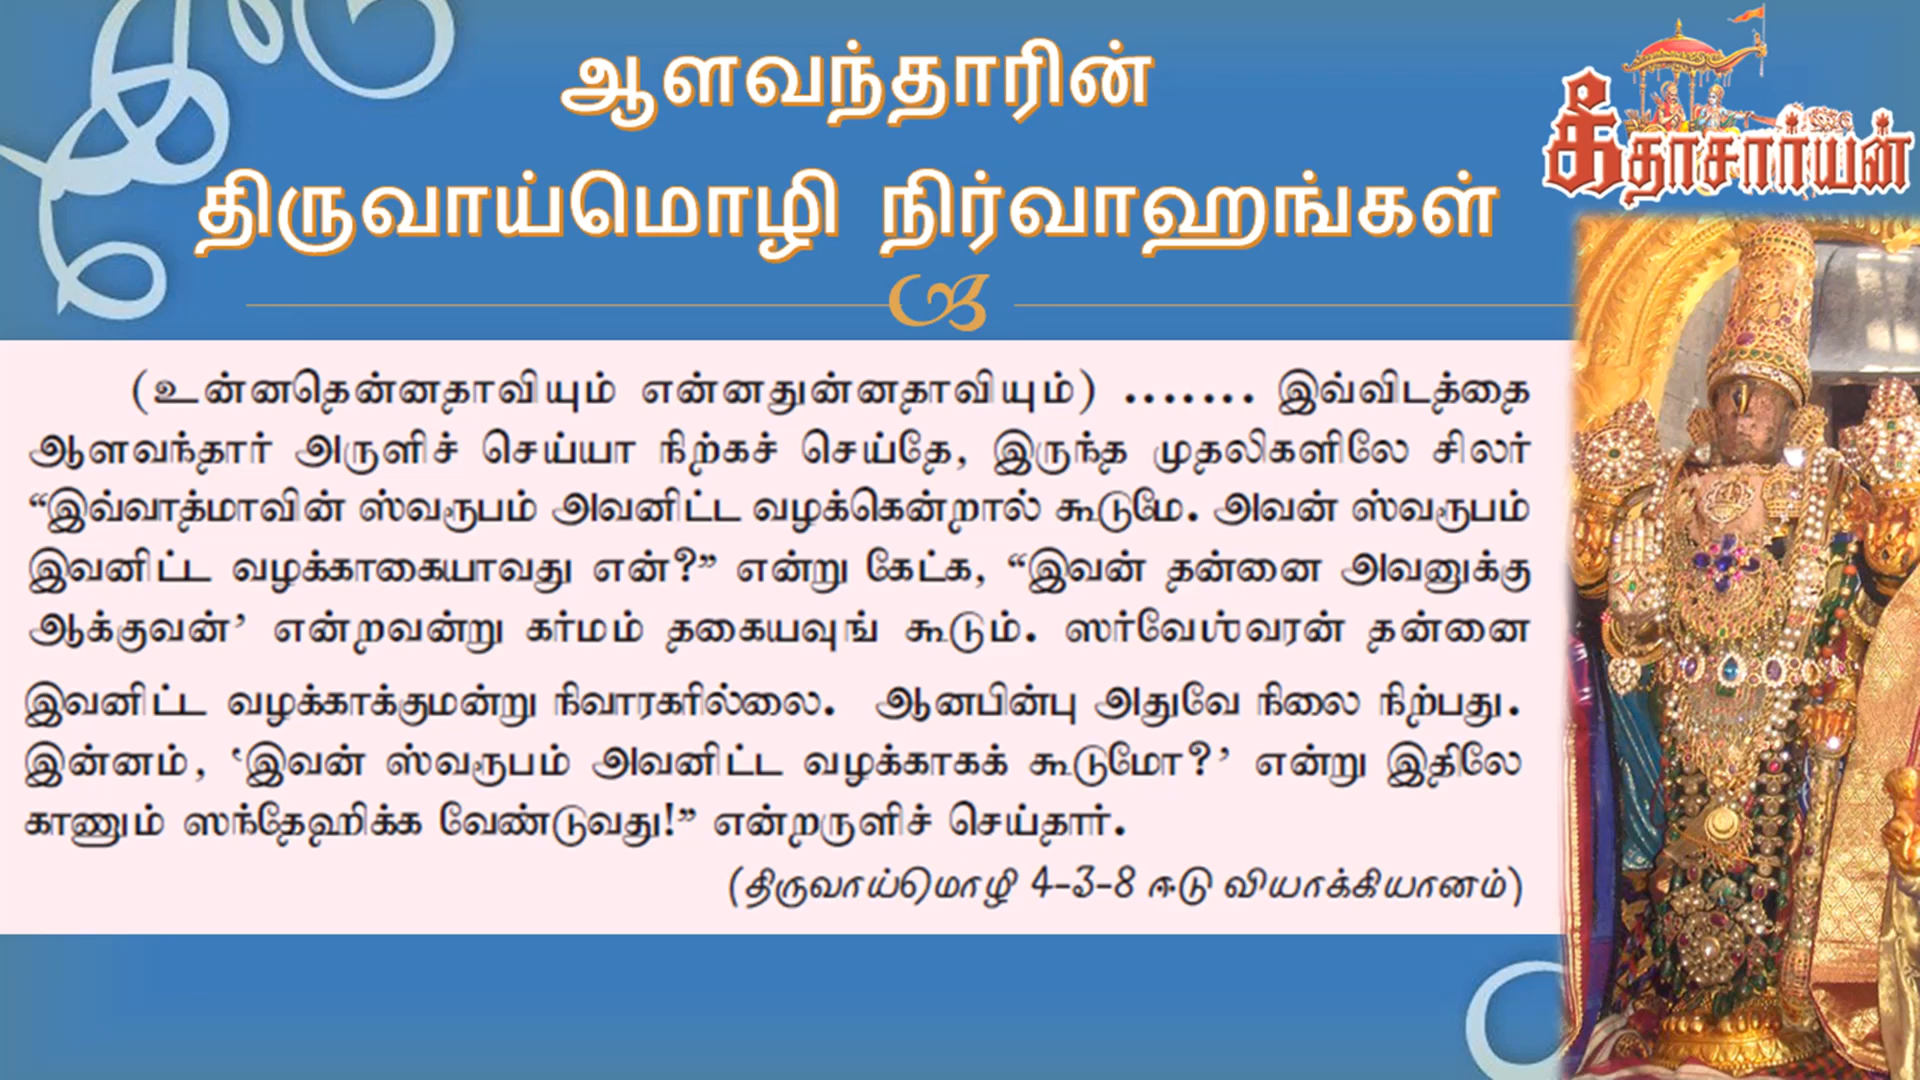 ஆளவந்தாரின்
திருவாய்மொழி நிர்வாஹங்கள்
கீதாசார்யன்
(உன்னதென்னதாவியும் என்னதுன்னதாவியும்) ....... இவ்விடத்தை
ஆளவந்தார் அருளிச் செய்யா நிற்கச் செய்தே, இருந்த முதலிகளிலே சிலர்
“இவ்வாத்மாவின் ஸ்வரூபம் அவனிட்ட வழக்கென்றால் கூடுமே. அவன் ஸ்வரூபம்
இவனிட்ட வழக்காகையாவது என்?” என்று கேட்க, “இவன் தன்னை அவனுக்கு
ஆக்குவன்’ என்றவன்று கர்மம் தகையவுங் கூடும். ஸர்வேஶ்வரன் தன்னை
இவனிட்ட வழக்காக்குமன்று நிவாரகரில்லை. ஆனபின்பு அதுவே நிலை நிற்பது.
இன்னம், ‘இவன் ஸ்வரூபம் அவனிட்ட வழக்காகக் கூடுமோ?’ என்று இதிலே
காணும் ஸந்தேஹிக்க வேண்டுவது!” என்றருளிச் செய்தார்.
(திருவாய்மொழி 4-3-8 ஈடு வியாக்கியானம்)